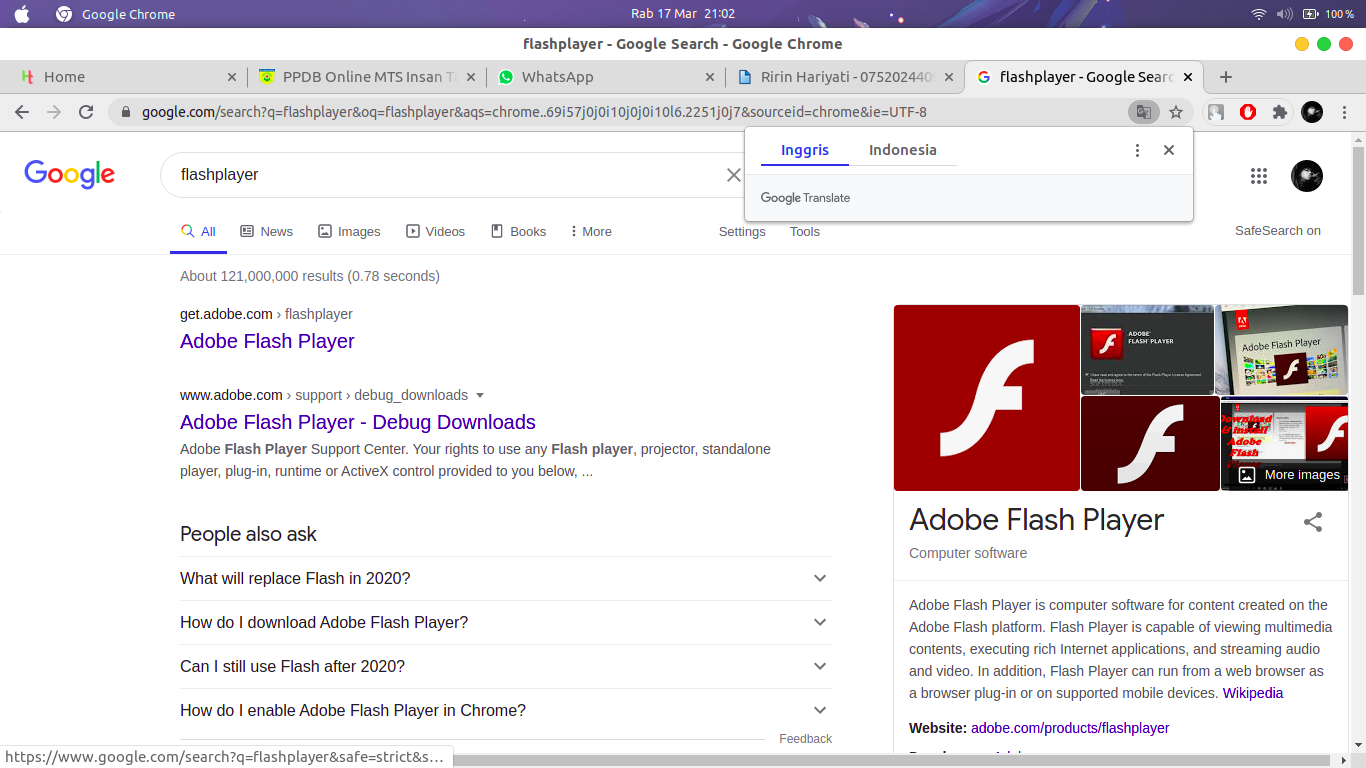 Google Chrome
Rab 17 Mar 21:02
100 %
flashplayer - Google Search - Google Chrome
Home
PPDB Online MTS Insan Ta
WhatsApp
Ririn Hariyati - 0752024409
flashplayer - Google Searc
google.com/search?q=flashplayer&oq=flashplayer&aqs=chrome..69i57j0j0i10j0j0i10l6.2251j0j7&sourceid=chrome&ie=UTF-8
Inggris
Indonesia
Google Translate
Google
flashplayer
All
News
Images
Videos
Books
More
Settings
Tools
SafeSearch on
About 121,000,000 results (0.78 seconds)
get.adobe.com › flashplayer
Adobe Flash Player
www.adobe.com › support › debug_downloads
Adobe Flash Player - Debug Downloads
Adobe Flash Player Support Center. Your rights to use any Flash player, projector, standalone
player, plug-in, runtime or ActiveX control provided to you below, ...
People also ask
What will replace Flash in 2020?
How do I download Adobe Flash Player?
Can I still use Flash after 2020?
How do I enable Adobe Flash Player in Chrome?
Feedback
ADOBE®
FLASH® PLAYER
Adobe Flash Player
Download
& Install
Adobe
Flash
More images
Adobe Flash Player
Computer software
Adobe Flash Player is computer software for content created on the
Adobe Flash platform. Flash Player is capable of viewing multimedia
contents, executing rich Internet applications, and streaming audio
and video. In addition, Flash Player can run from a web browser as
a browser plug-in or on supported mobile devices. Wikipedia
Website: adobe.com/products/flashplayer
https://www.google.com/search?q=flashplayer&safe=strict&s…